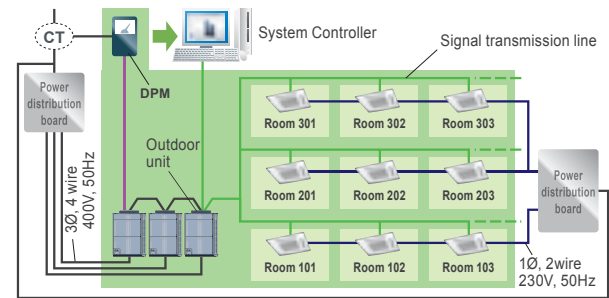 CT
System Controller
Signal transmission line
Power
distribution
board
DPM
Outdoor
unit
3Ø, 4 wire
400V, 50Hz
Room 301
Room 302
Room 303
Room 201
Room 202
Room 203
Power
distribution
board
Room 101
Room 102
Room 103
1Ø, 2wire
230V, 50Hz